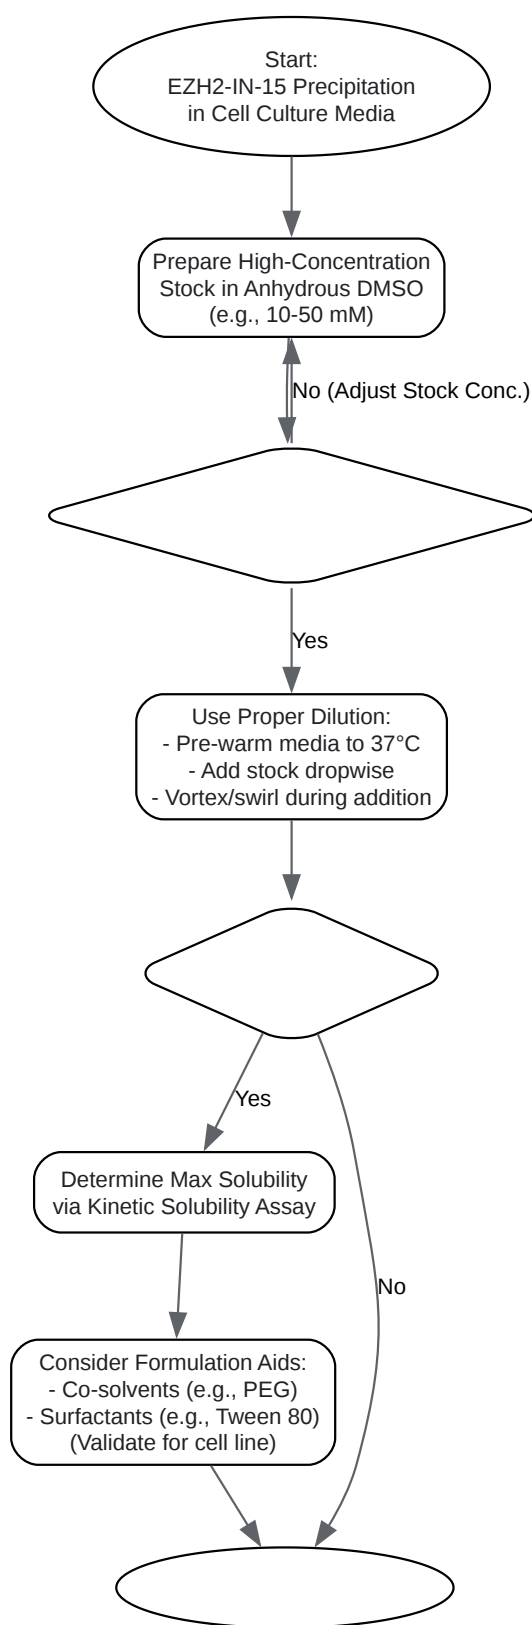 Start:
EZH2-IN-15 Precipitation
in Cell Culture Media
Prepare High-Concentration
Stock in Anhydrous DMSO
(e.g., 10-50 mM)
No (Adjust Stock Conc.)
Yes
Use Proper Dilution:
- Pre-warm media to 37°C
- Add stock dropwise
- Vortex/swirl during addition
Yes
Determine Max Solubility
via Kinetic Solubility Assay
No
Consider Formulation Aids:
- Co-solvents (e.g., PEG)
- Surfactants (e.g., Tween 80)
(Validate for cell line)